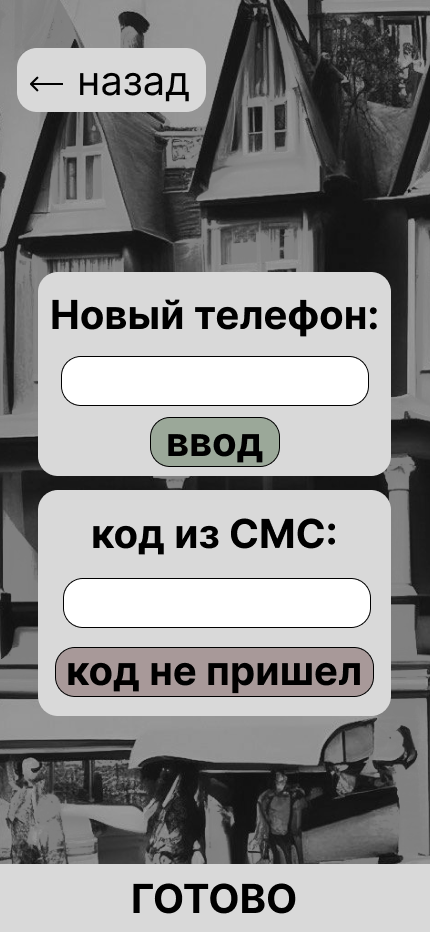 ← назад
Новый телефон:
ввод
код из СМС:
код не пришел
ГОТОВО